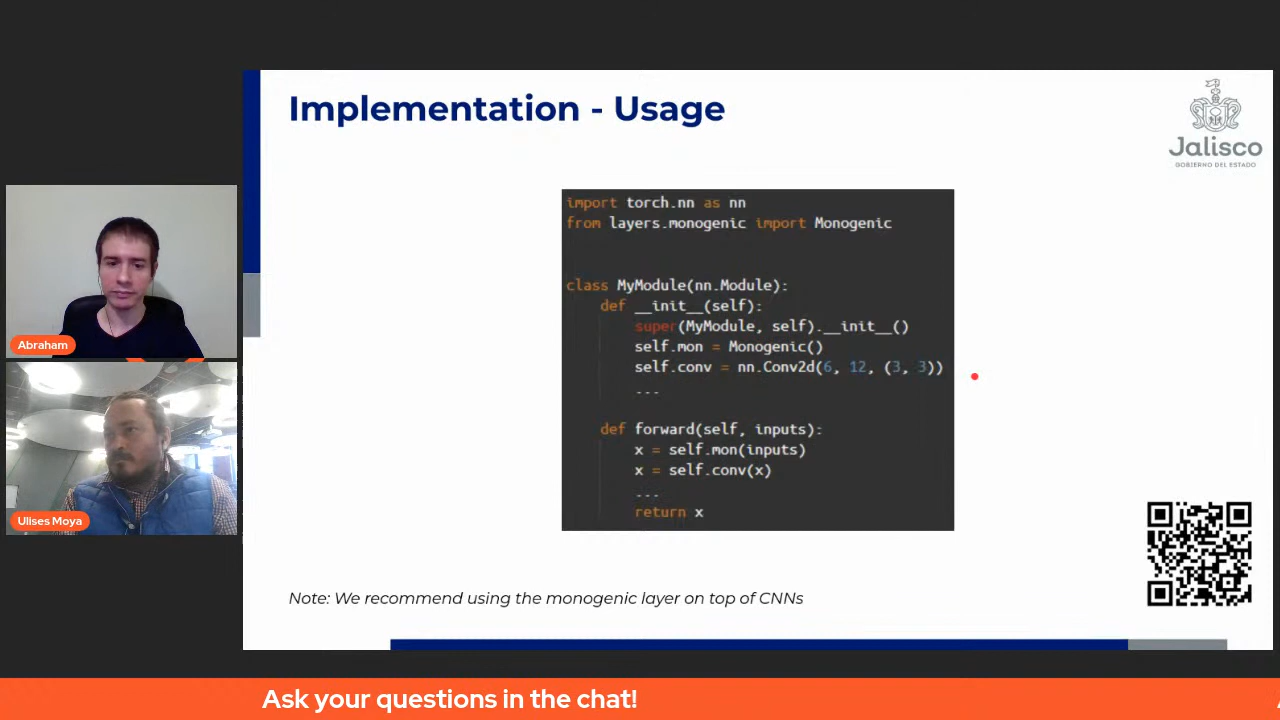 Implementation - Usage
Jalisco
GOBIERNO DEL ESTADO
import torch.nn as nn
from layers.monogenic import Monogenic
class MyModule(nn.Module):
def __init__(self):
super(MyModule, self).__init__()
self.mon = Monogenic()
self.conv = nn.Conv2d(6, 12, (3, 3))
...
def forward(self, inputs):
x = self.mon(inputs)
x = self.conv(x)
...
return x
Abraham
Ulises Moya
Note: We recommend using the monogenic layer on top of CNNs
Ask your questions in the chat!